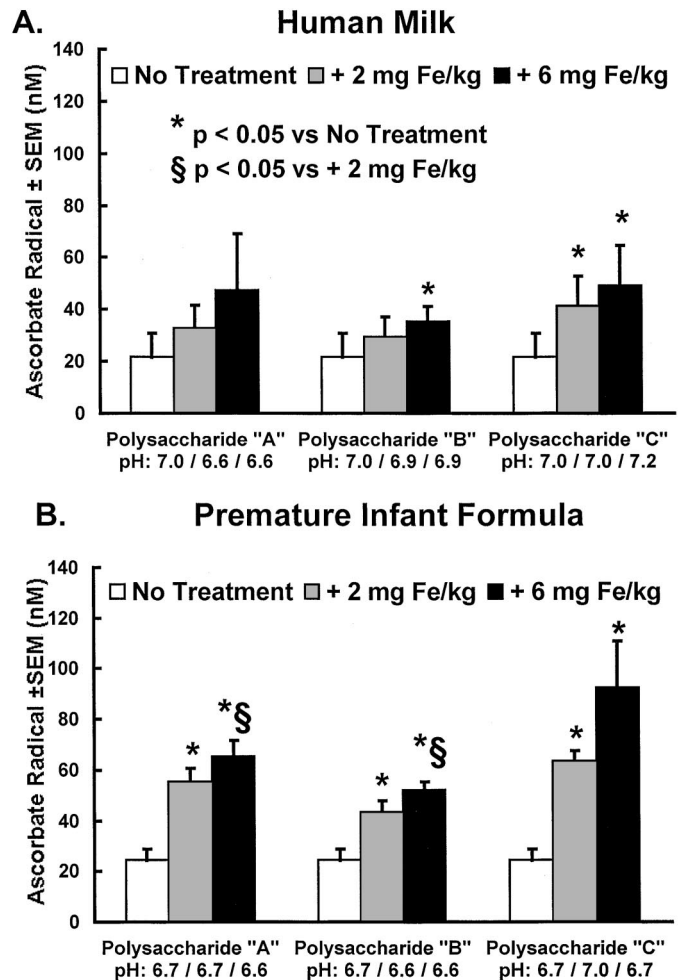 A.
Human Milk
Ascorbate Radical ± SEM (nM)
140
120
100
80
60
40
20
0
No Treatment + 2 mg Fe/kg + 6 mg Fe/kg
* p < 0.05 vs No Treatment
§ p < 0.05 vs + 2 mg Fe/kg
*
*
*
Polysaccharide "A" Polysaccharide "B" Polysaccharide "C"
pH: 7.0 / 6.6 / 6.6 pH: 7.0 / 6.9 / 6.9 pH: 7.0 / 7.0 / 7.2
B.
Premature Infant Formula
Ascorbate Radical ±SEM (nM)
140
120
100
80
60
40
20
0
No Treatment + 2 mg Fe/kg + 6 mg Fe/kg
*
*§
*
*§
*
*
Polysaccharide "A" Polysaccharide "B" Polysaccharide "C"
pH: 6.7 / 6.7 / 6.6 pH: 6.7 / 6.6 / 6.6 pH: 6.7 / 7.0 / 6.7